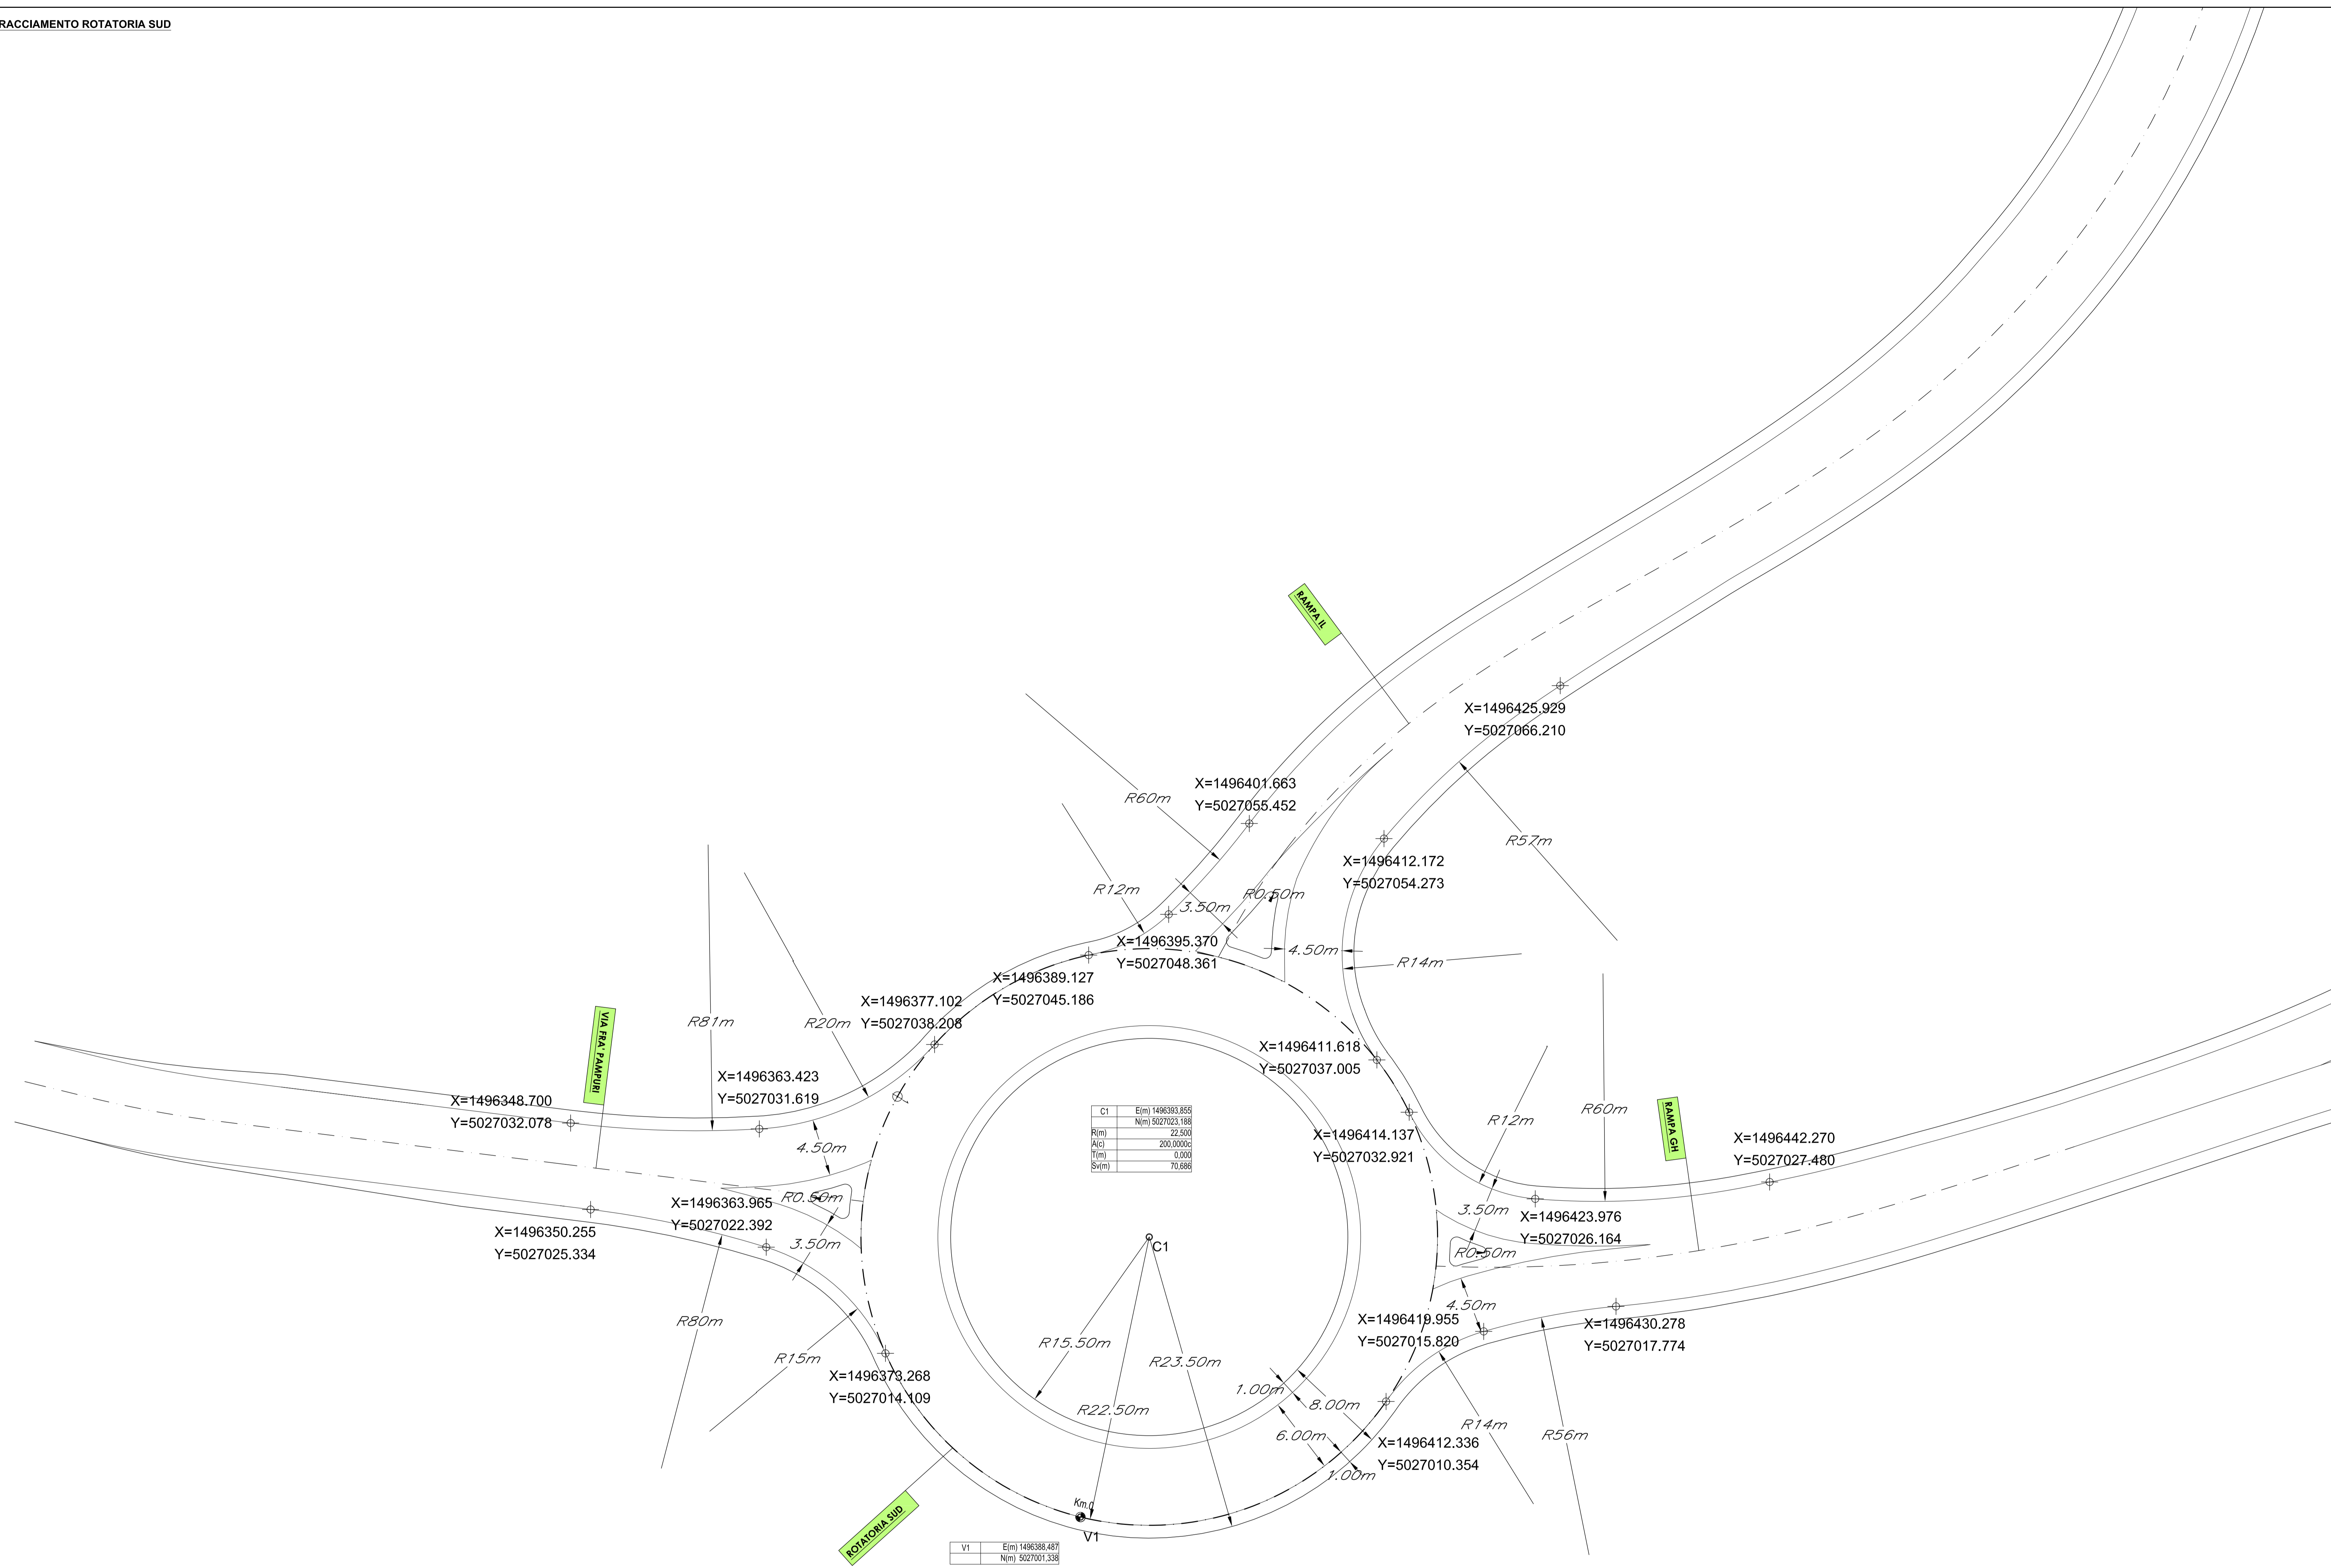 RACCIAMENTO ROTATORIA SUD
RAMPA IL
X=1496425.929
Y=5027066.210
X=1496401.663
Y=5027055.452
R60m
R57m
X=1496412.172
Y=5027054.273
R12m
R0.50m
3.50m
X=1496395.370
Y=5027048.361
4.50m
R14m
X=1496389.127
Y=5027045.186
X=1496377.102
Y=5027038.208
R81m
R20m
VIA FRA' PAMPURI
X=1496411.618
Y=5027037.005
X=1496363.423
Y=5027031.619
X=1496348.700
Y=5027032.078
C1 E(m) 1496393,855
N(m) 5027023,188
R(m) 22,500
A(c) 200,0000c
T(m) 0,000
Sv(m) 70,686
R12m
R60m
RAMPA GH
X=1496414.137
Y=5027032.921
X=1496442.270
Y=5027027.480
4.50m
R0.50m
X=1496363.965
Y=5027022.392
3.50m
X=1496350.255
Y=5027025.334
3.50m
X=1496423.976
Y=5027026.164
R0.50m
C1
4.50m
X=1496419.955
Y=5027015.820
X=1496430.278
Y=5027017.774
R80m
R15m
R15.50m
R23.50m
X=1496373.268
Y=5027014.109
1.00m
8.00m
R22.50m
6.00m
R14m
R56m
X=1496412.336
Y=5027010.354
1.00m
Km.0
V1
ROTATORIA SUD
V1 E(m) 1496388,487
N(m) 5027001,338